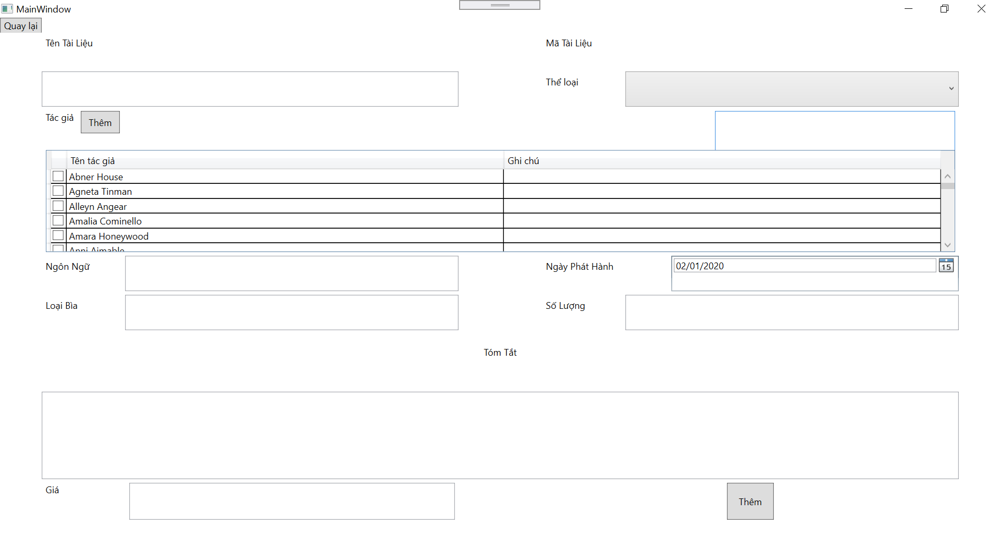 MainWindow
Quay lại
Tên Tài Liệu
Mã Tài Liệu
Thể loại
Tác giả
Thêm
Tên tác giả
Ghi chú
Abner House
Agneta Tinman
Alleyn Angear
Amalia Cominello
Amara Honeywood
Anni Aimable
Ngôn Ngữ
Ngày Phát Hành
02/01/2020
15
Loại Bìa
Số Lượng
Tóm Tắt
Giá
Thêm